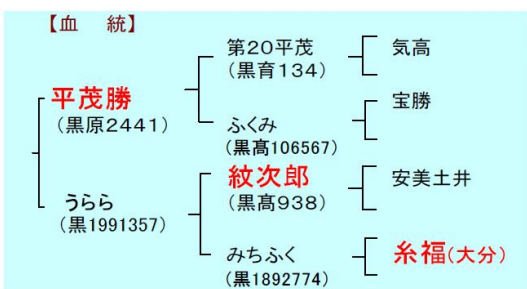 【血　統】
第20平茂
(黒育134)
気高
平茂勝
(黒原2441)
宝勝
ふくみ
(黒高106567)
紋次郎
(黒高938)
安美土井
うらら
(黒1991357)
みちふく
(黒1892774)
糸福(大分)